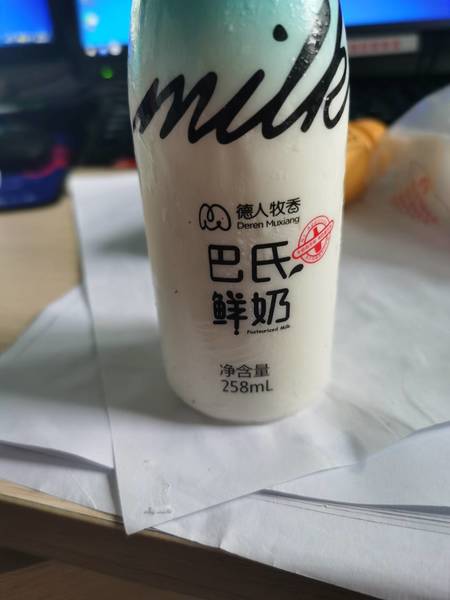 milk
德人牧香
Deren Muxiang
巴氏
鲜奶
Pasteurized Milk
净含量
258mL